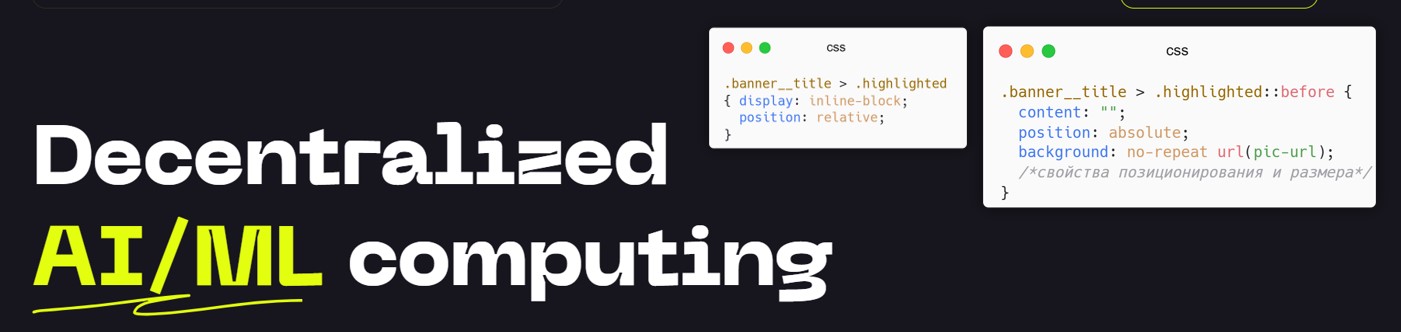 Decentralized
AI/ML computing
css
.banner__title > .highlighted
{ display: inline-block;
  position: relative;
}
css
.banner__title > .highlighted::before {
  content: "";
  position: absolute;
  background: no-repeat url(pic-url);
  /*свойства позиционирования и размера*/
}